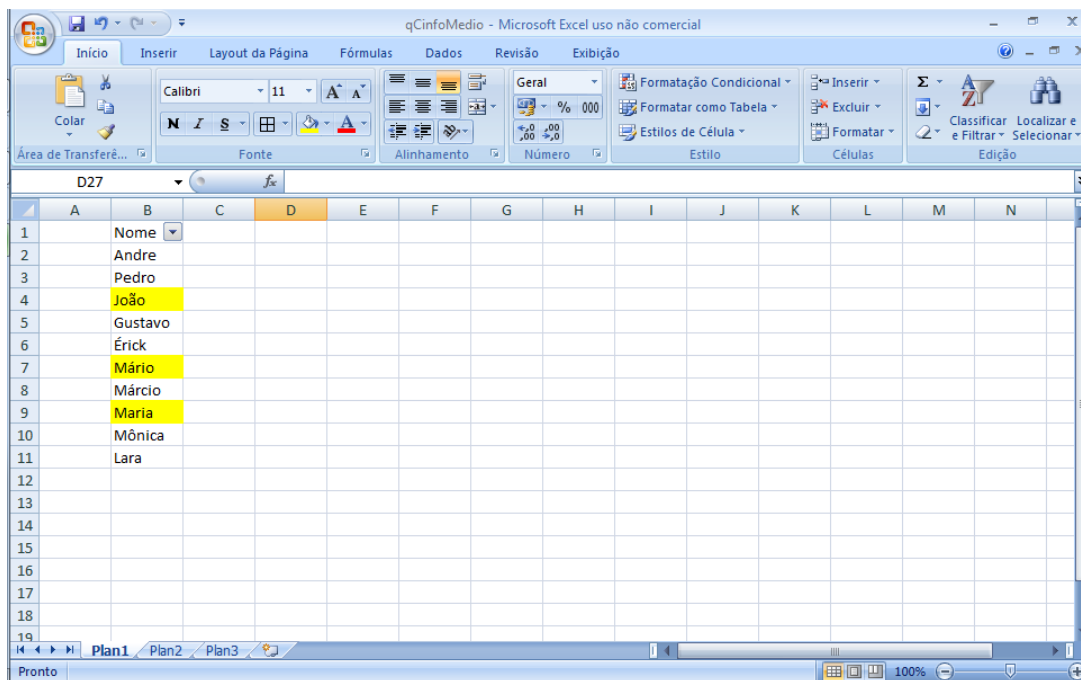 qCinfoMedio - Microsoft Excel uso não comercial
Início Inserir Layout da Página Fórmulas Dados Revisão Exibição
Colar
Calibri 11 A A
N I S A
Área de Transferê... Fonte
Alinhamento
Geral
% 000
,0 ,00
,00 ,0
Número
Formatação Condicional
Formatar como Tabela
Estilos de Célula
Estilo
Inserir
Excluir
Formatar
Células
Σ
Classificar e Filtrar
Localizar e Selecionar
Edição
D27 fx
A B C D E F G H I J K L M N
1 Nome
2 Andre
3 Pedro
4 João
5 Gustavo
6 Érick
7 Mário
8 Márcio
9 Maria
10 Mônica
11 Lara
12
13
14
15
16
17
18
19
Plan1 Plan2 Plan3
Pronto 100%